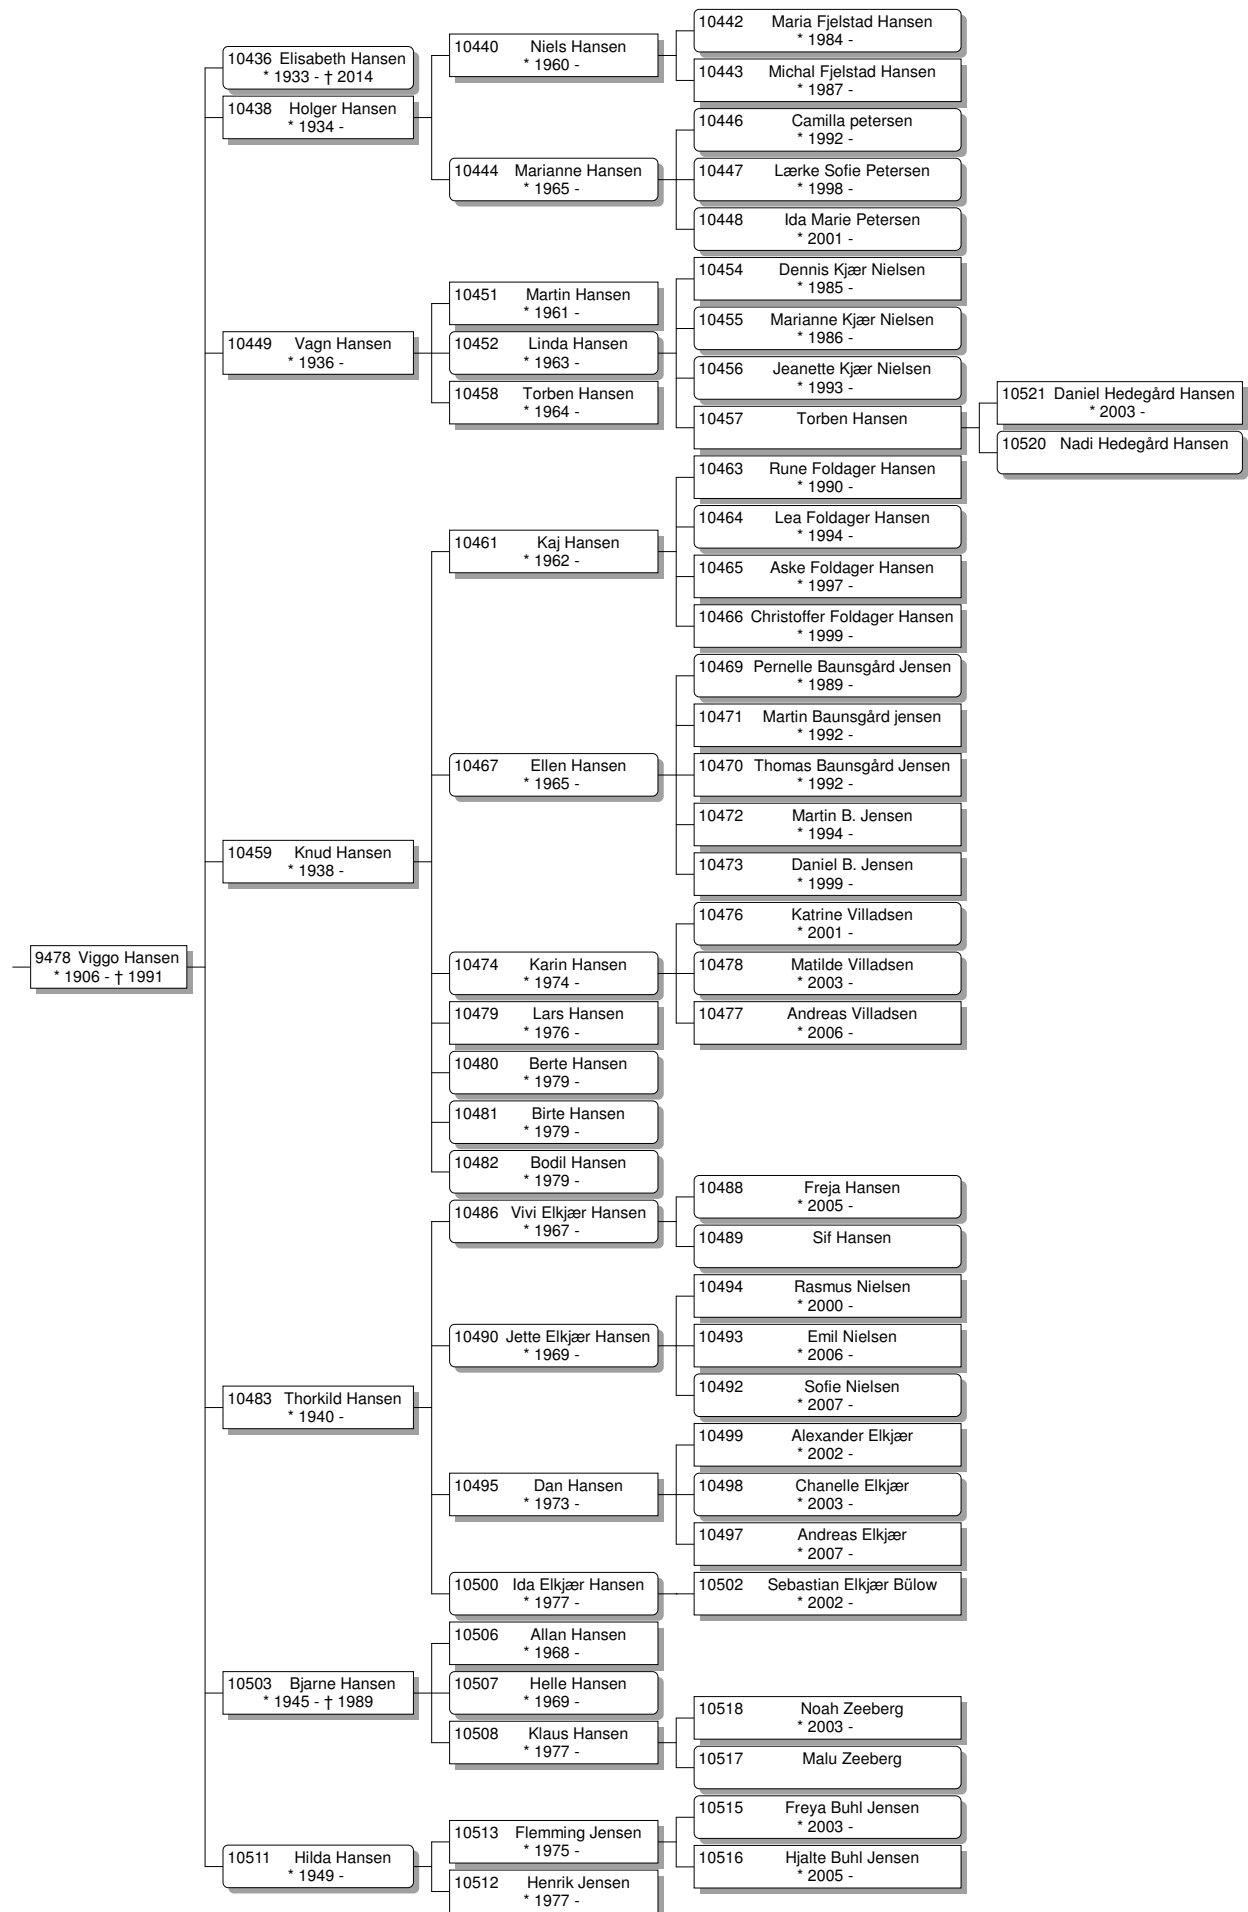 10442 Maria Fjelstad Hansen
* 1984 -
10440 Niels Hansen
* 1960 -
10436 Elisabeth Hansen
* 1933 - † 2014
10443 Michal Fjelstad Hansen
* 1987 -
10438 Holger Hansen
* 1934 -
10446 Camilla petersen
* 1992 -
10444 Marianne Hansen
* 1965 -
10447 Lærke Sofie Petersen
* 1998 -
10448 Ida Marie Petersen
* 2001 -
10454 Dennis Kjær Nielsen
* 1985 -
10451 Martin Hansen
* 1961 -
10455 Marianne Kjær Nielsen
* 1986 -
10449 Vagn Hansen
* 1936 -
10452 Linda Hansen
* 1963 -
10456 Jeanette Kjær Nielsen
* 1993 -
10458 Torben Hansen
* 1964 -
10521 Daniel Hedegård Hansen
* 2003 -
10457 Torben Hansen
10520 Nadi Hedegård Hansen
10463 Rune Foldager Hansen
* 1990 -
10464 Lea Foldager Hansen
* 1994 -
10461 Kaj Hansen
* 1962 -
10465 Aske Foldager Hansen
* 1997 -
10466 Christoffer Foldager Hansen
* 1999 -
10469 Pernelle Baunsgård Jensen
* 1989 -
10471 Martin Baunsgård jensen
* 1992 -
10467 Ellen Hansen
* 1965 -
10470 Thomas Baunsgård Jensen
* 1992 -
10472 Martin B. Jensen
* 1994 -
10459 Knud Hansen
* 1938 -
10473 Daniel B. Jensen
* 1999 -
10476 Katrine Villadsen
* 2001 -
9478 Viggo Hansen
* 1906 - † 1991
10474 Karin Hansen
* 1974 -
10478 Matilde Villadsen
* 2003 -
10479 Lars Hansen
* 1976 -
10477 Andreas Villadsen
* 2006 -
10480 Berte Hansen
* 1979 -
10481 Birte Hansen
* 1979 -
10482 Bodil Hansen
* 1979 -
10488 Freja Hansen
* 2005 -
10486 Vivi Elkjær Hansen
* 1967 -
10489 Sif Hansen
10494 Rasmus Nielsen
* 2000 -
10490 Jette Elkjær Hansen
* 1969 -
10493 Emil Nielsen
* 2006 -
10492 Sofie Nielsen
* 2007 -
10483 Thorkild Hansen
* 1940 -
10499 Alexander Elkjær
* 2002 -
10495 Dan Hansen
* 1973 -
10498 Chanelle Elkjær
* 2003 -
10497 Andreas Elkjær
* 2007 -
10500 Ida Elkjær Hansen
* 1977 -
10502 Sebastian Elkjær Bülow
* 2002 -
10506 Allan Hansen
* 1968 -
10503 Bjarne Hansen
* 1945 - † 1989
10507 Helle Hansen
* 1969 -
10518 Noah Zeeberg
* 2003 -
10508 Klaus Hansen
* 1977 -
10517 Malu Zeeberg
10515 Freya Buhl Jensen
* 2003 -
10513 Flemming Jensen
* 1975 -
10511 Hilda Hansen
* 1949 -
10516 Hjalte Buhl Jensen
* 2005 -
10512 Henrik Jensen
* 1977 -